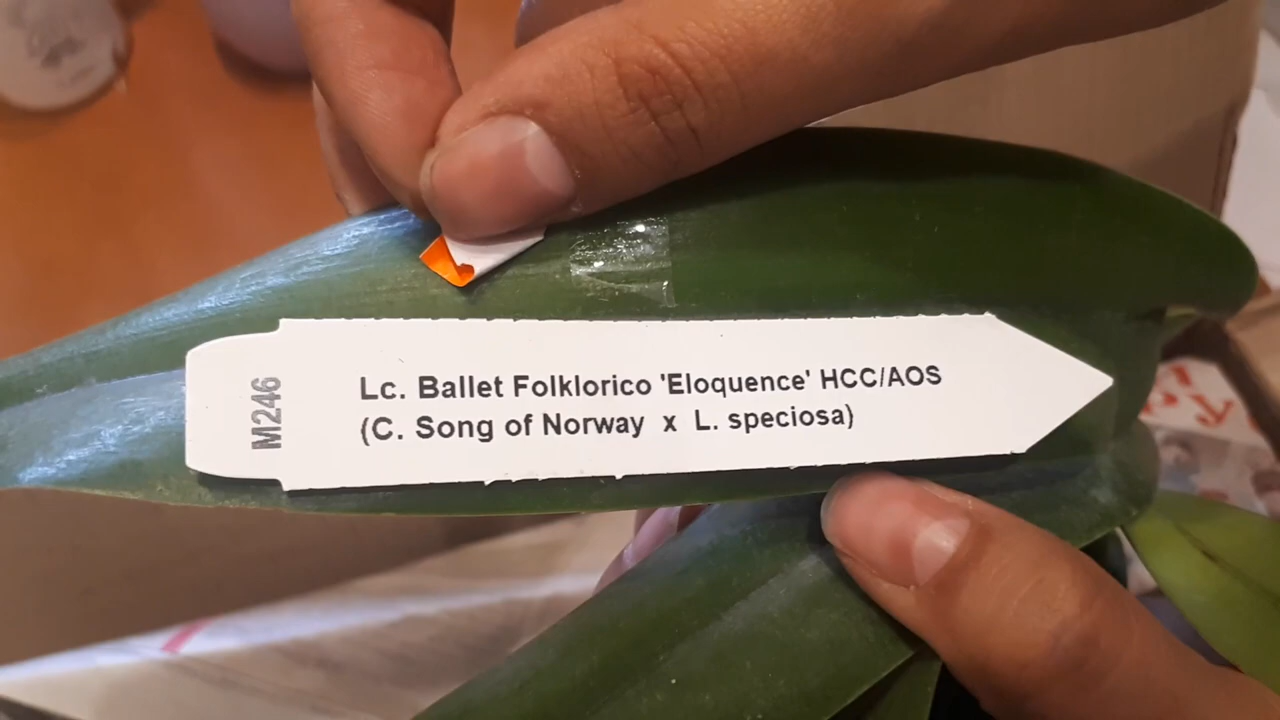 M246
Lc. Ballet Folklorico 'Eloquence' HCC/AOS
(C. Song of Norway x L. speciosa)